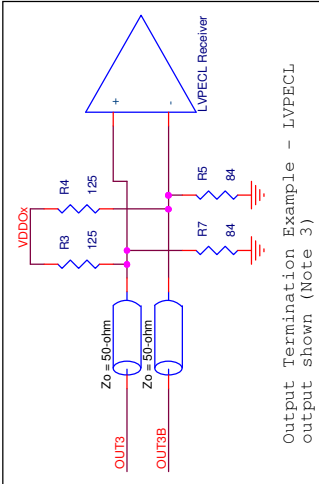 VDDOx
R3
125
R4
125
Zo = 50-ohm
OUT3
Zo = 50-ohm
OUT3B
+
-
LVPECL Receiver
R7
84
R5
84
Output Termination Example - LVPECL
output shown (Note 3)